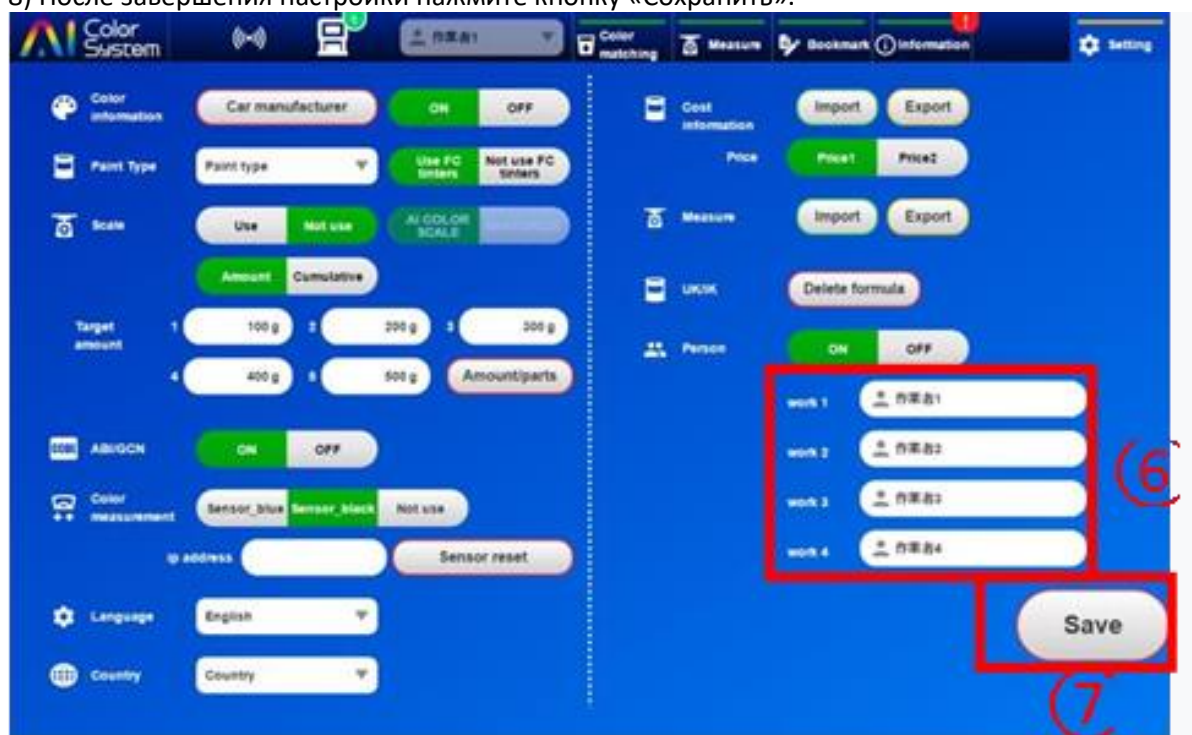 8) После завершения настройки нажмите кнопку «Сохранить».
AI Color System
作業者1
Color matching
Measure
Bookmark
Information
!
Setting
Color information
Car manufacturer
ON
OFF
Paint Type
Paint type
Use FC tinters
Not use FC tinters
Scale
Use
Not use
AI COLOR SCALE
Amount
Cumulative
Target amount
1
100 g
2
200 g
3
300 g
4
400 g
5
500 g
Amount/parts
ABI/GCN
ON
OFF
Color measurement
Sensor_blue
Sensor_black
Not use
ip address
Sensor reset
Language
English
Country
Country
Cost information
Import
Export
Price
Price1
Price2
Measure
Import
Export
UK/IK
Delete formula
Person
ON
OFF
work 1
作業者1
work 2
作業者2
work 3
作業者3
work 4
作業者4
⑥
Save
⑦